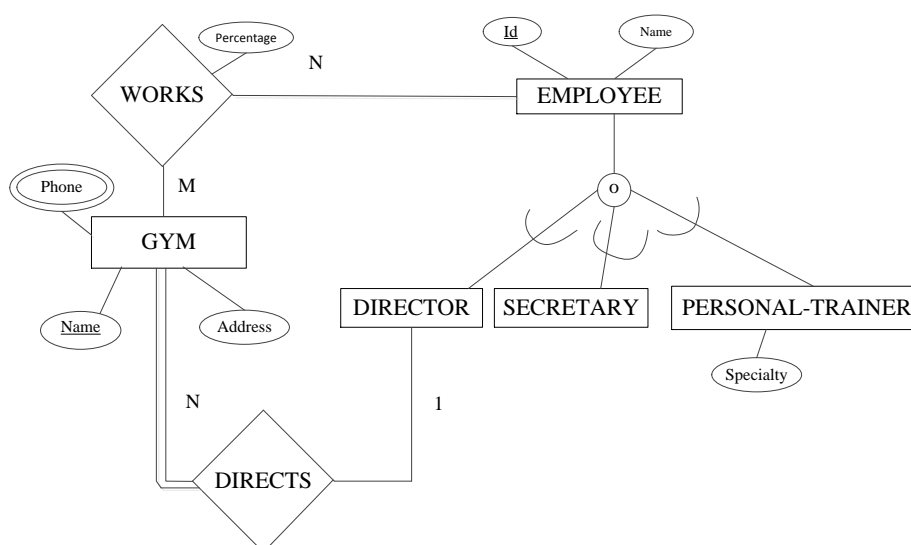 Percentage
Id
Name
N
WORKS
EMPLOYEE
Phone
M
o
GYM
DIRECTOR
SECRETARY
PERSONAL-TRAINER
Name
Address
Specialty
N
1
DIRECTS